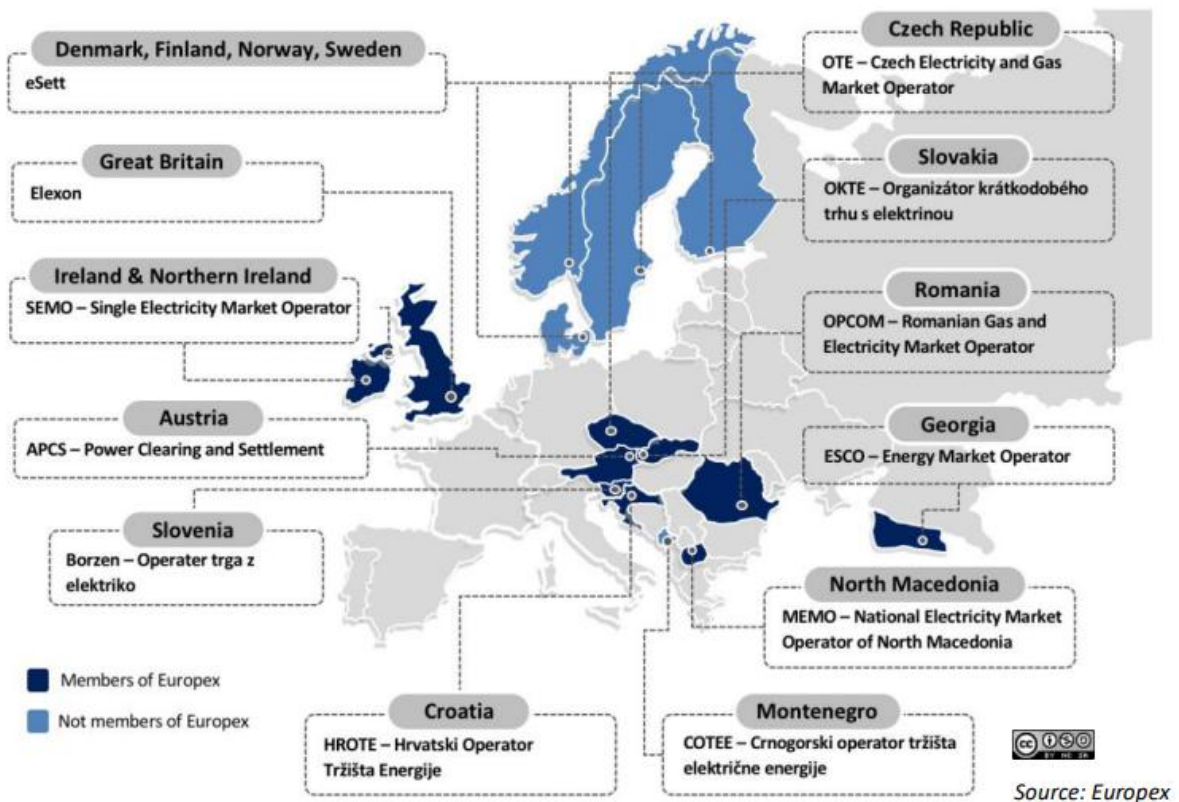 Denmark, Finland, Norway, Sweden
eSett
Great Britain
Elexon
Ireland & Northern Ireland
SEMO – Single Electricity Market Operator
Austria
APCS – Power Clearing and Settlement
Slovenia
Borzen – Operater trga z
elektriko
Czech Republic
OTE – Czech Electricity and Gas
Market Operator
Slovakia
OKTE – Organizátor krátkodobého
trhu s elektrinou
Romania
OPCOM – Romanian Gas and
Electricity Market Operator
Georgia
ESCO – Energy Market Operator
North Macedonia
MEMO – National Electricity Market
Operator of North Macedonia
Members of Europex
Not members of Europex
Croatia
HROTE – Hrvatski Operator
Tržišta Energije
Montenegro
COTEE – Crnogorski operator tržišta
električne energije
cc
BY NC
Source: Europex